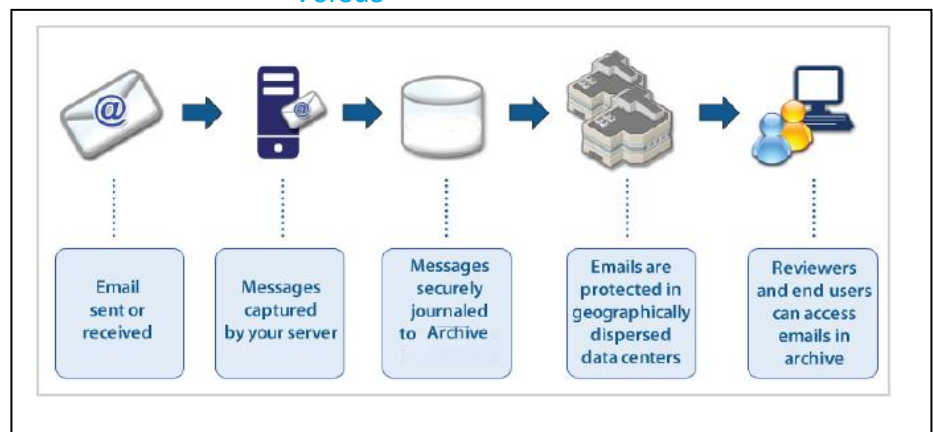 Versus
@
@
Email
sent or
received
Messages
captured
by your server
Messages
securely
journaled
to Archive
Emails are
protected in
geographically
dispersed
data centers
Reviewers
and end users
can access
emails in
archive